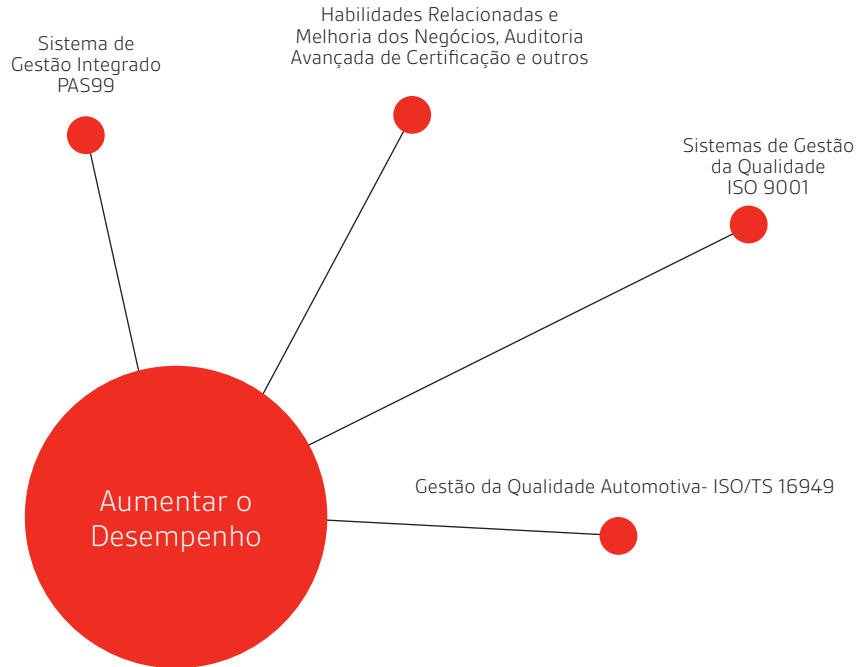 Sistema de
Gestão Integrado
PAS99
Habilidades Relacionadas e
Melhoria dos Negócios, Auditoria
Avançada de Certificação e outros
Sistemas de Gestão
da Qualidade
ISO 9001
Gestão da Qualidade Automotiva- ISO/TS 16949
Aumentar o
Desempenho